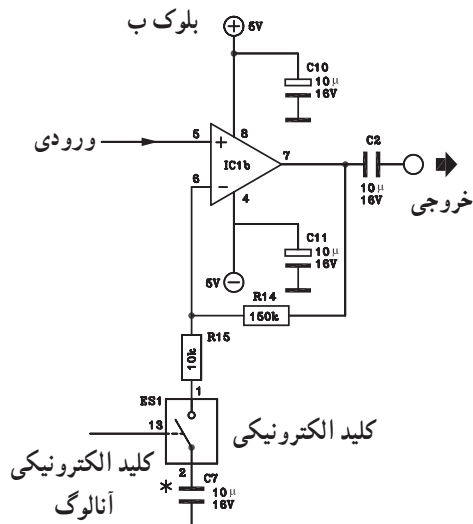 بلوک ب
5V
C10
10μ
16V
ورودی
5
8
IC1b
7
6
4
C2
10μ
16V
خروجی
C11
10μ
16V
5V
R14
150k
R15
10k
ES1
1
13
کلید الکترونیکی
کلید الکترونیکی
آنالوگ
2
*
C7
10μ
16V